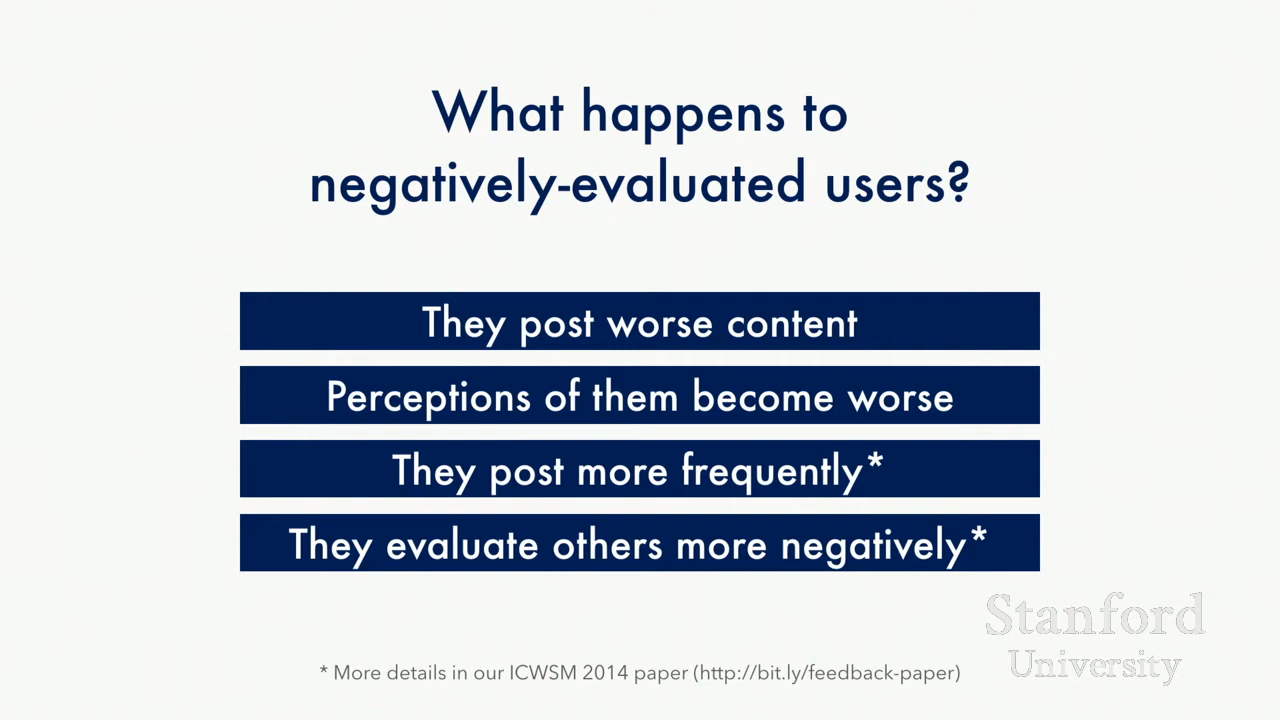 What happens to
negatively-evaluated users?
They post worse content
Perceptions of them become worse
They post more frequently*
They evaluate others more negatively*
Stanford
University
* More details in our ICWSM 2014 paper (http://bit.ly/feedback-paper)